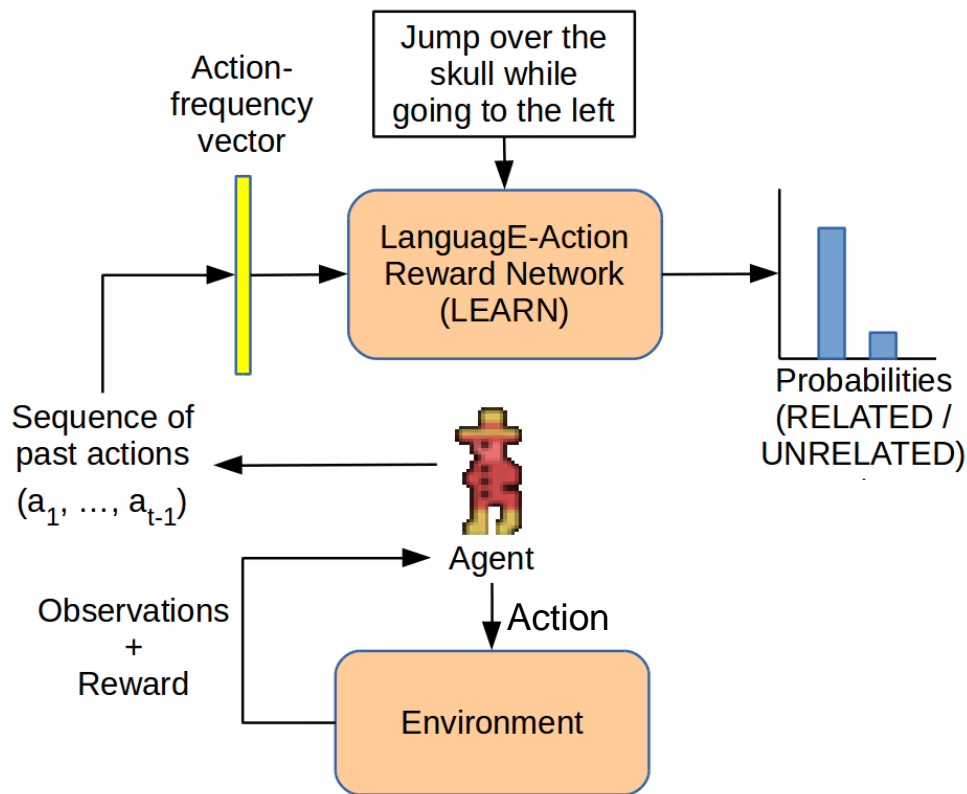 Jump over the
skull while
going to the left
Action-
frequency
vector
LanguagE-Action
Reward Network
(LEARN)
Probabilities
(RELATED /
UNRELATED)
Sequence of
past actions
(a1, ..., at-1)
Agent
Action
Observations
+
Reward
Environment